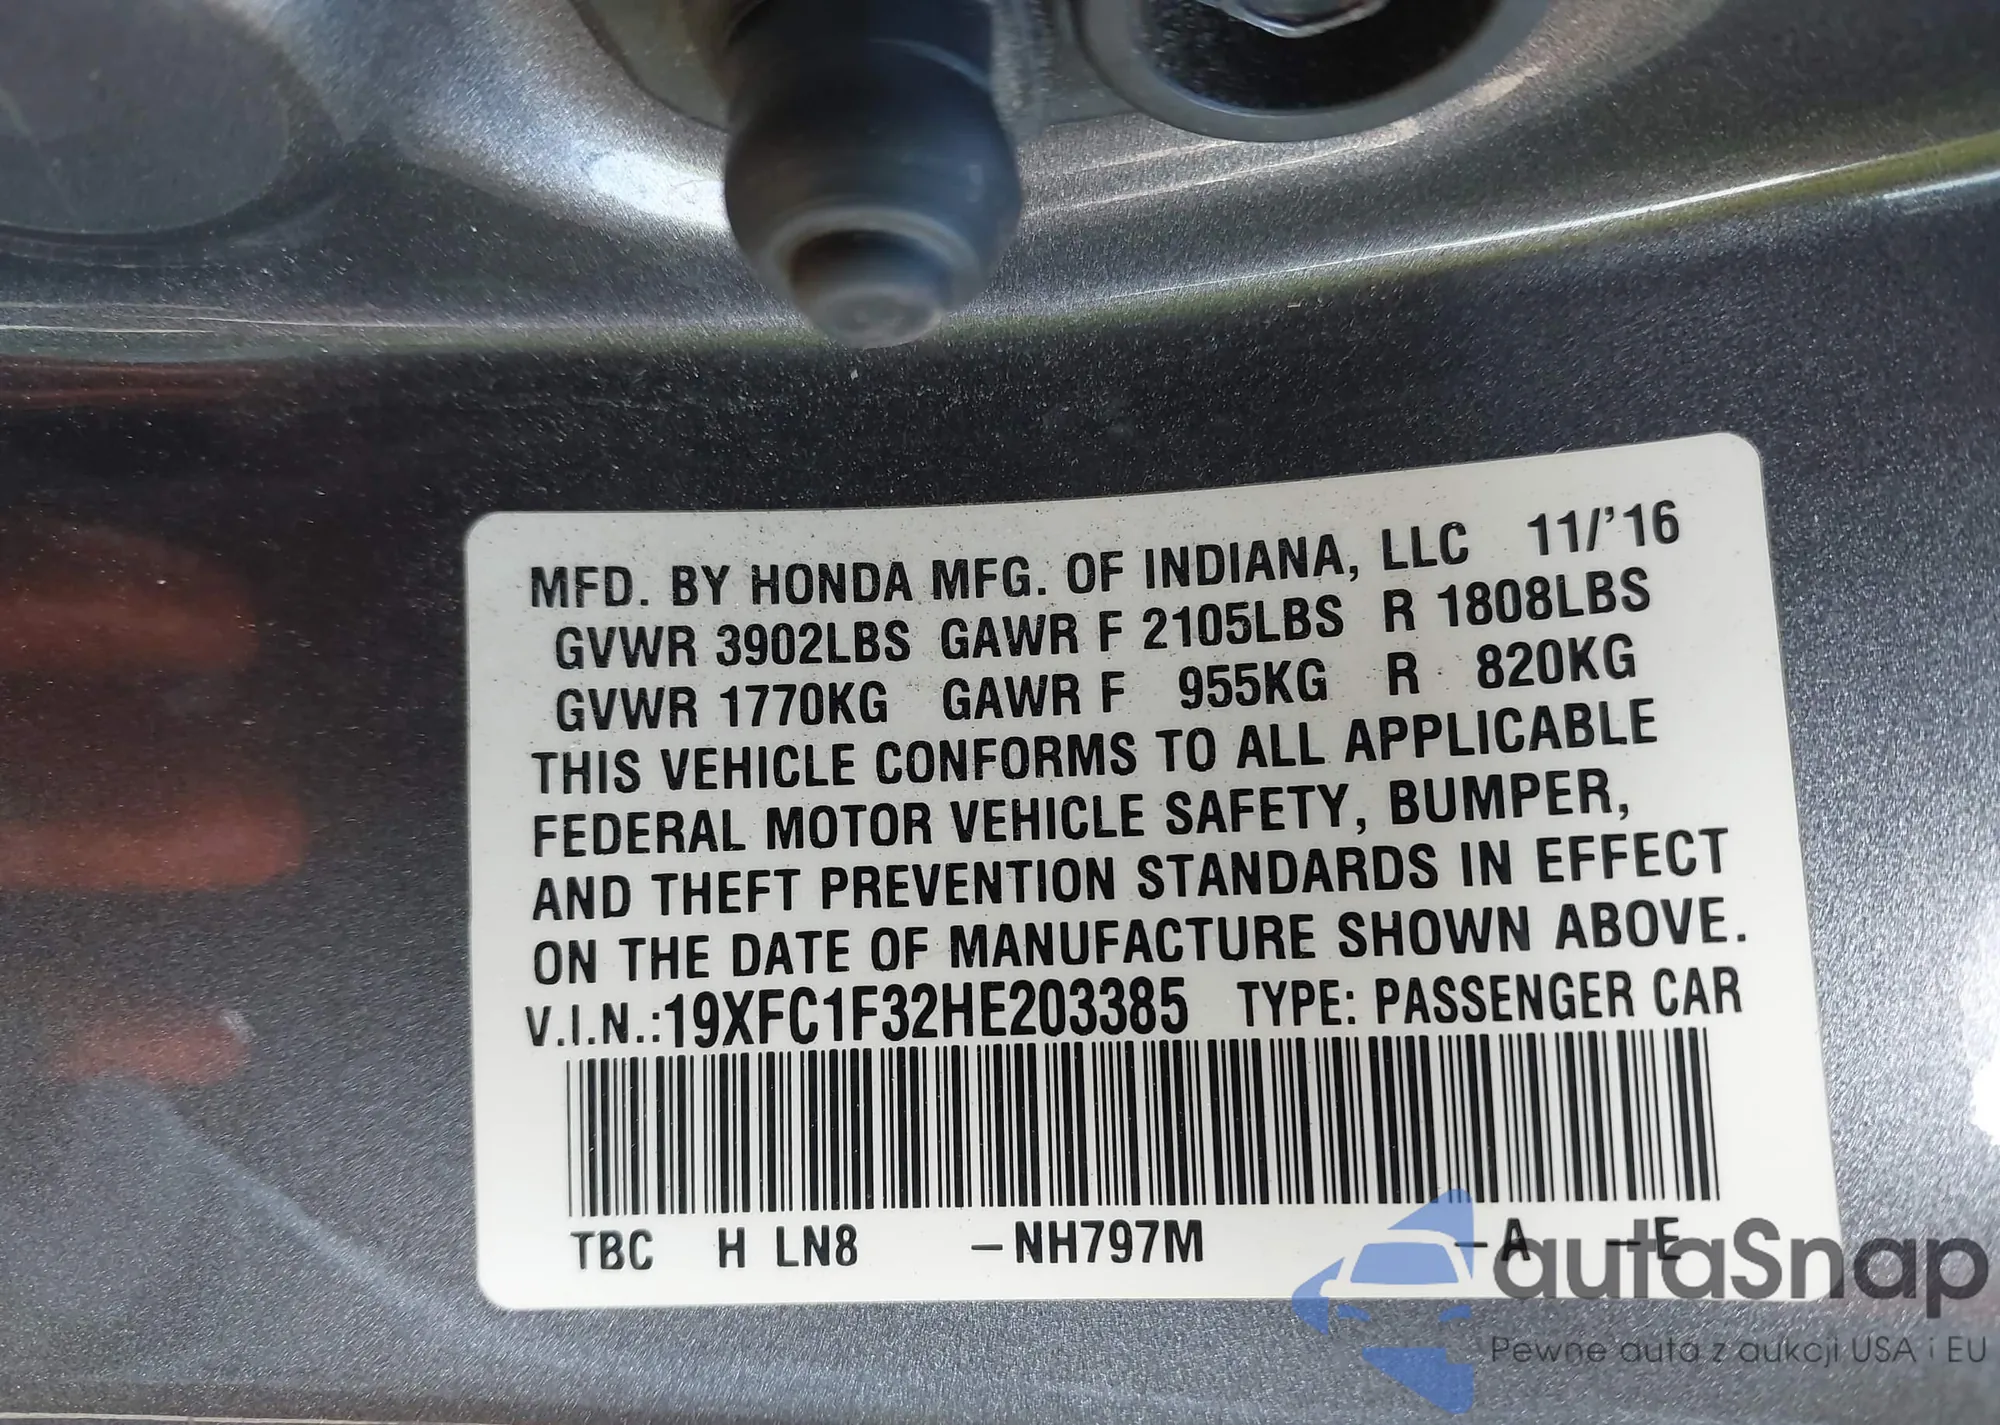 MFD. BY HONDA MFG. OF INDIANA, LLC 11/'16
GVWR 3902LBS GAWR F 2105LBS R 1808LBS
GVWR 1770KG GAWR F 955KG R 820KG
THIS VEHICLE CONFORMS TO ALL APPLICABLE
FEDERAL MOTOR VEHICLE SAFETY, BUMPER,
AND THEFT PREVENTION STANDARDS IN EFFECT
ON THE DATE OF MANUFACTURE SHOWN ABOVE.
V.I.N.:19XFC1F32HE203385 TYPE: PASSENGER CAR
TBC H LN8 –NH797M –A –E
autaSnap
Pewne auta z aukcji USA i EU